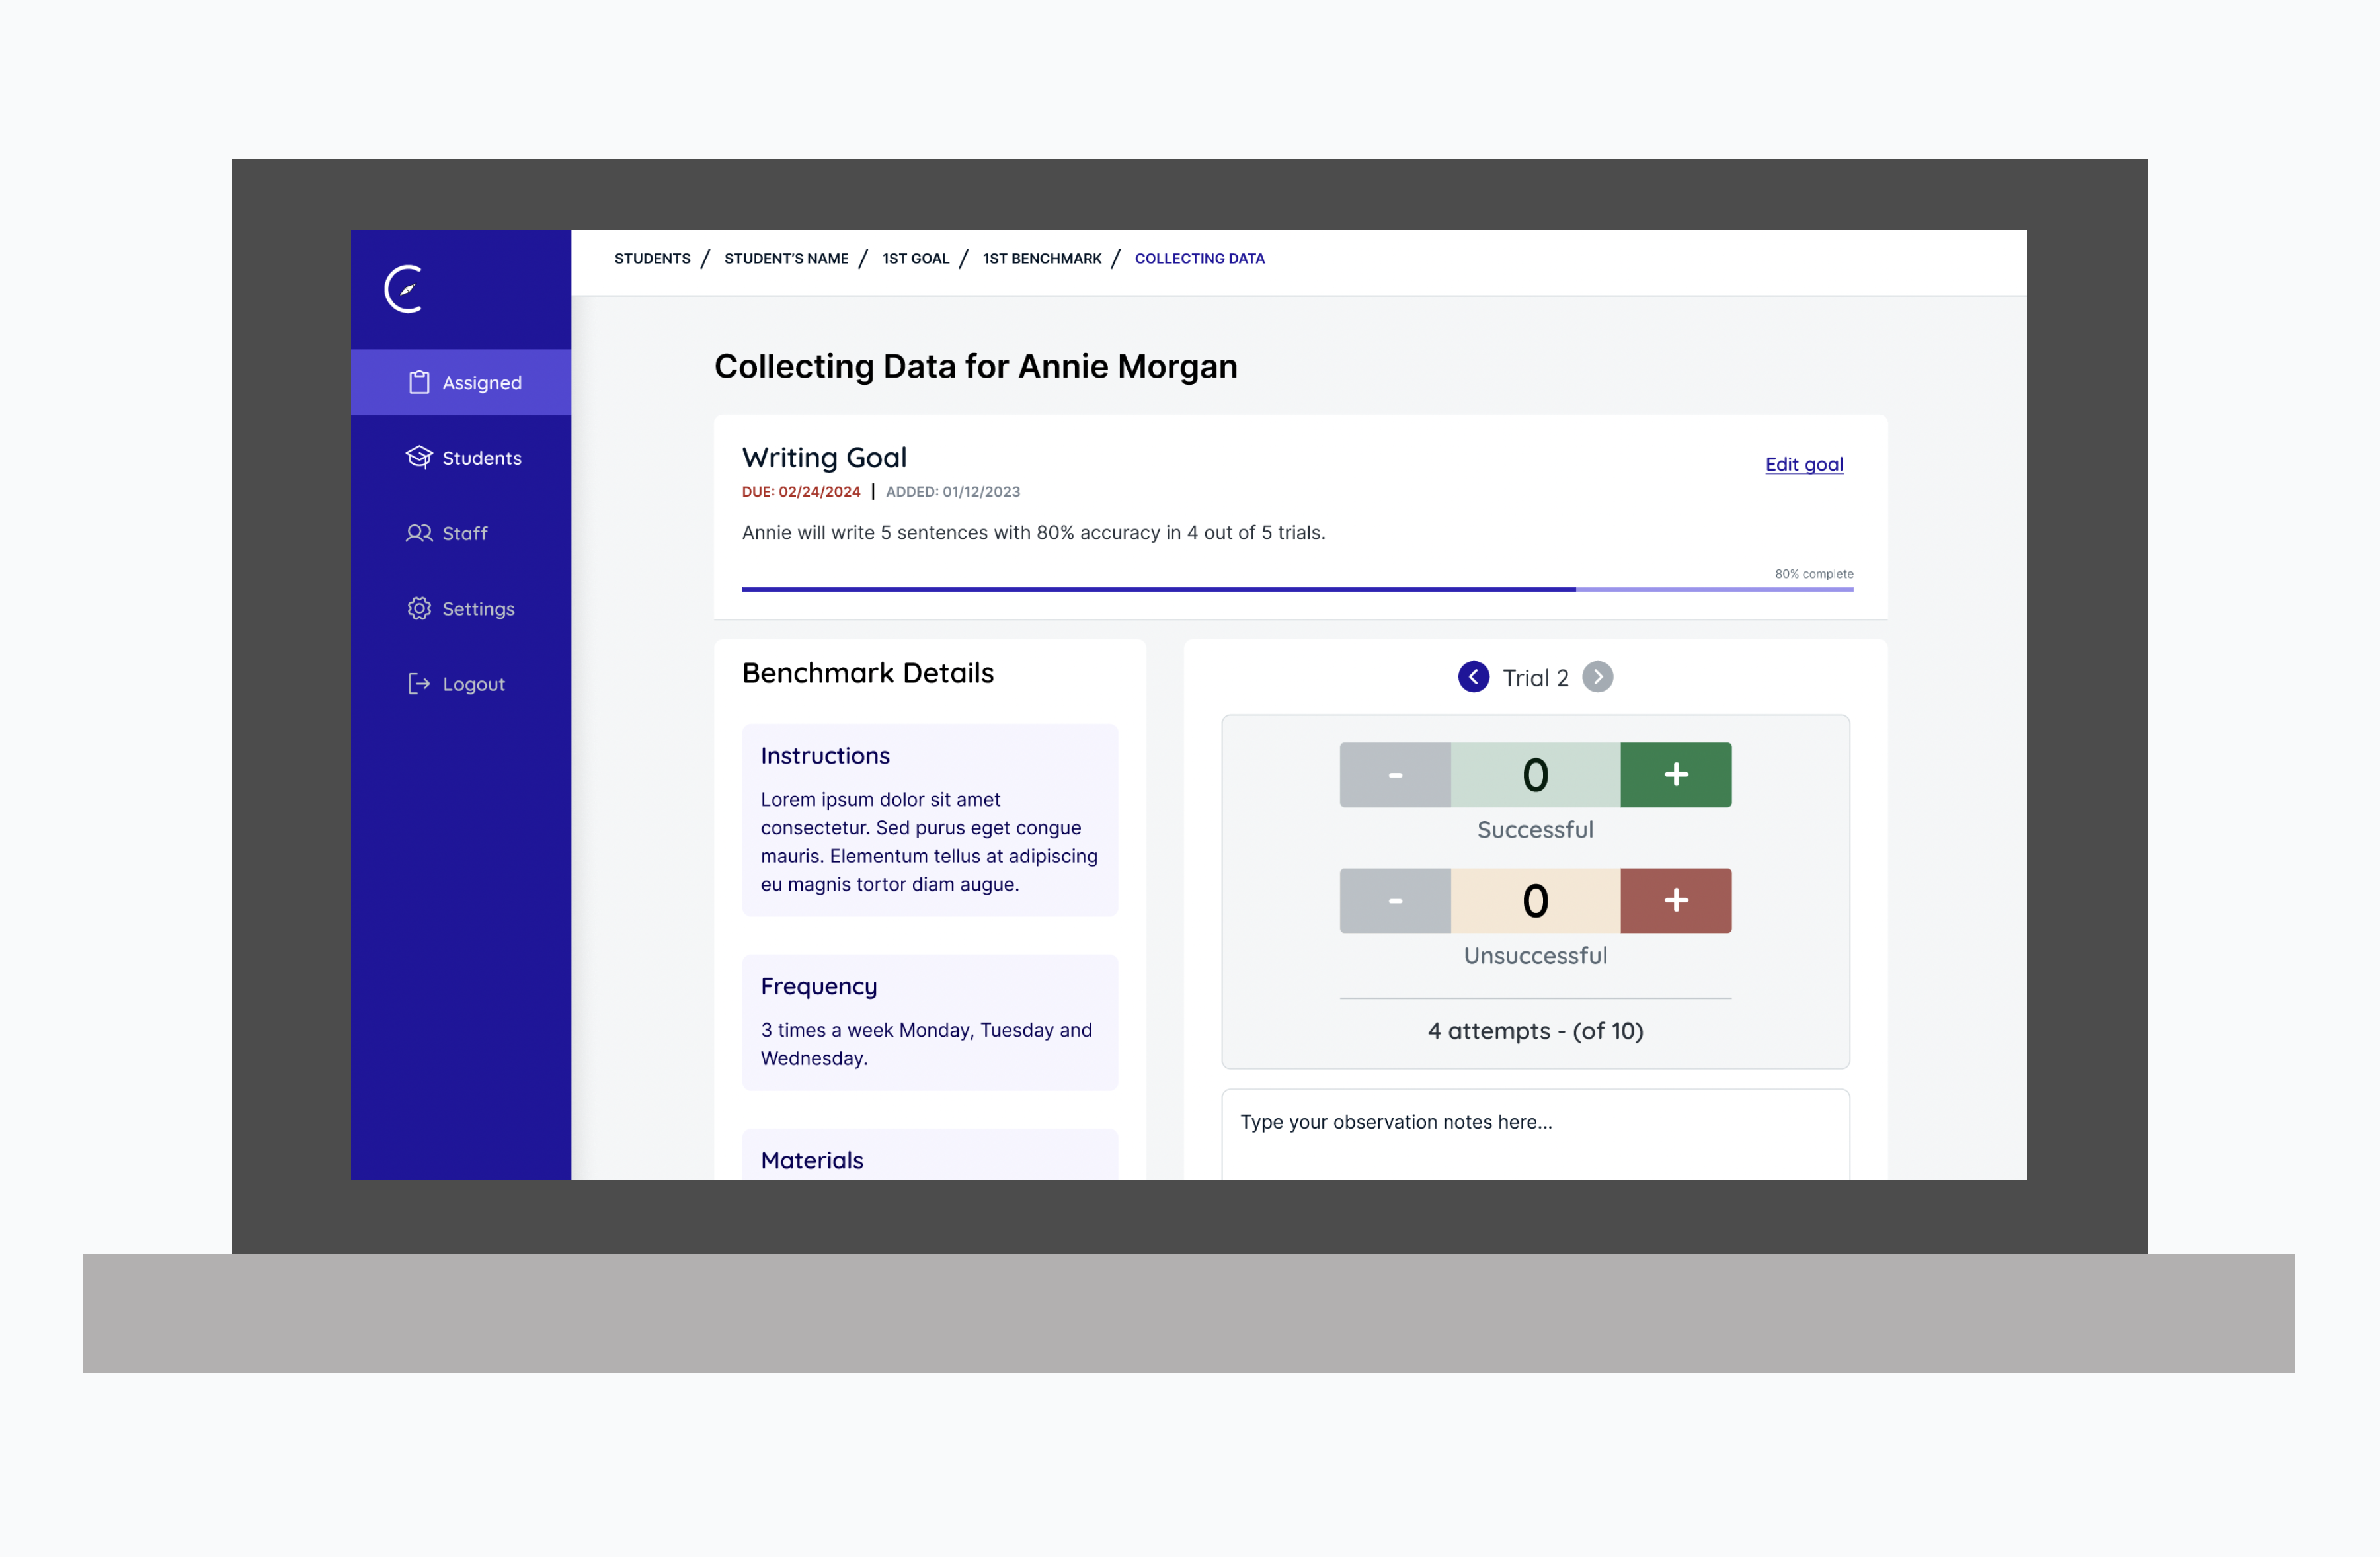 STUDENTS / STUDENT'S NAME / 1ST GOAL / 1ST BENCHMARK / COLLECTING DATA
Assigned
Students
Staff
Settings
Logout
Collecting Data for Annie Morgan
Writing Goal
Edit goal
DUE: 02/24/2024 | ADDED: 01/12/2023
Annie will write 5 sentences with 80% accuracy in 4 out of 5 trials.
80% complete
Benchmark Details
Instructions
Lorem ipsum dolor sit amet
consectetur. Sed purus eget congue
mauris. Elementum tellus at adipiscing
eu magnis tortor diam augue.
Frequency
3 times a week Monday, Tuesday and
Wednesday.
Materials
Trial 2
- 0 +
Successful
- 0 +
Unsuccessful
4 attempts - (of 10)
Type your observation notes here...